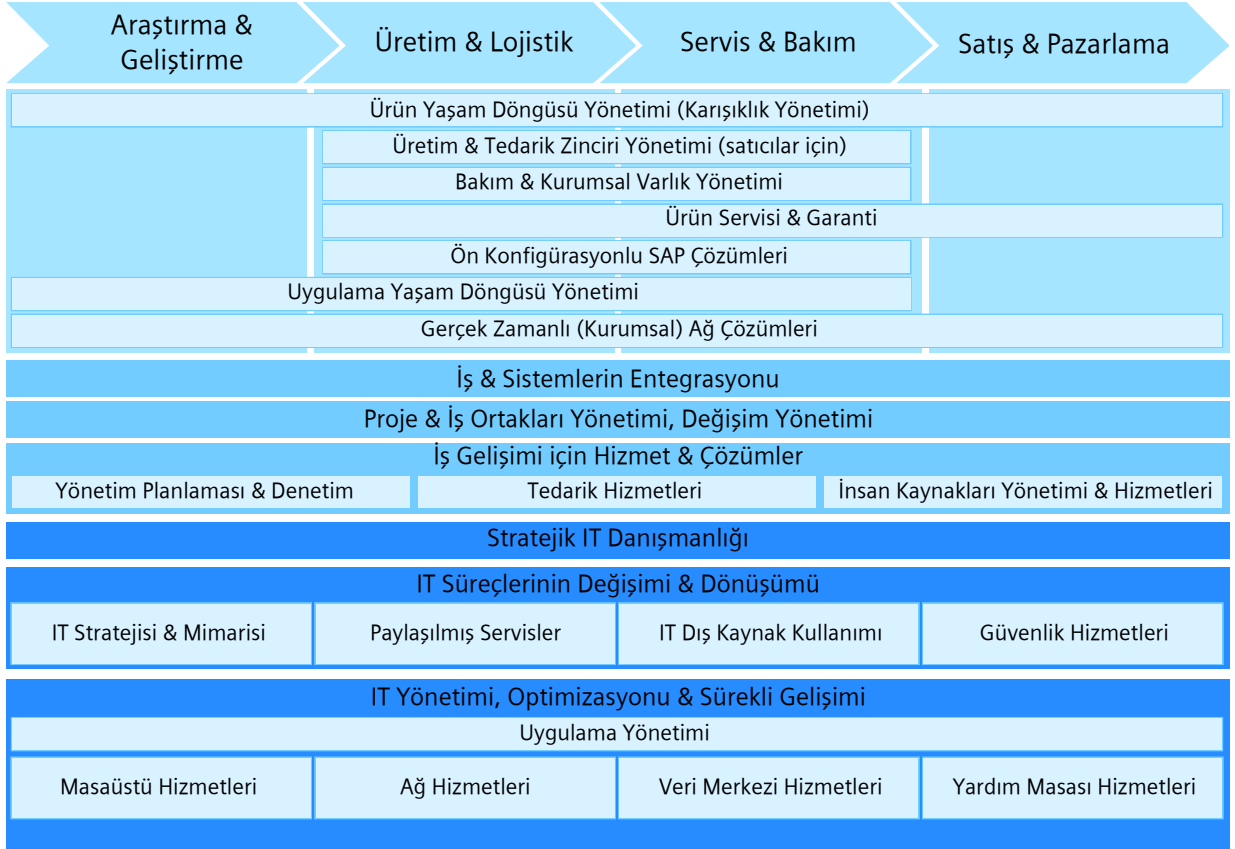 Araştırma &
Geliştirme
Üretim & Lojistik
Servis & Bakım
Satış & Pazarlama
Ürün Yaşam Döngüsü Yönetimi (Karışıklık Yönetimi)
Üretim & Tedarik Zinciri Yönetimi (satıcılar için)
Bakım & Kurumsal Varlık Yönetimi
Ürün Servisi & Garanti
Ön Konfigürasyonlu SAP Çözümleri
Uygulama Yaşam Döngüsü Yönetimi
Gerçek Zamanlı (Kurumsal) Ağ Çözümleri
İş & Sistemlerin Entegrasyonu
Proje & İş Ortakları Yönetimi, Değişim Yönetimi
İş Gelişimi için Hizmet & Çözümler
Yönetim Planlaması & Denetim
Tedarik Hizmetleri
İnsan Kaynakları Yönetimi & Hizmetleri
Stratejik IT Danışmanlığı
IT Süreçlerinin Değişimi & Dönüşümü
IT Stratejisi & Mimarisi
Paylaşılmış Servisler
IT Dış Kaynak Kullanımı
Güvenlik Hizmetleri
IT Yönetimi, Optimizasyonu & Sürekli Gelişimi
Uygulama Yönetimi
Masaüstü Hizmetleri
Ağ Hizmetleri
Veri Merkezi Hizmetleri
Yardım Masası Hizmetleri